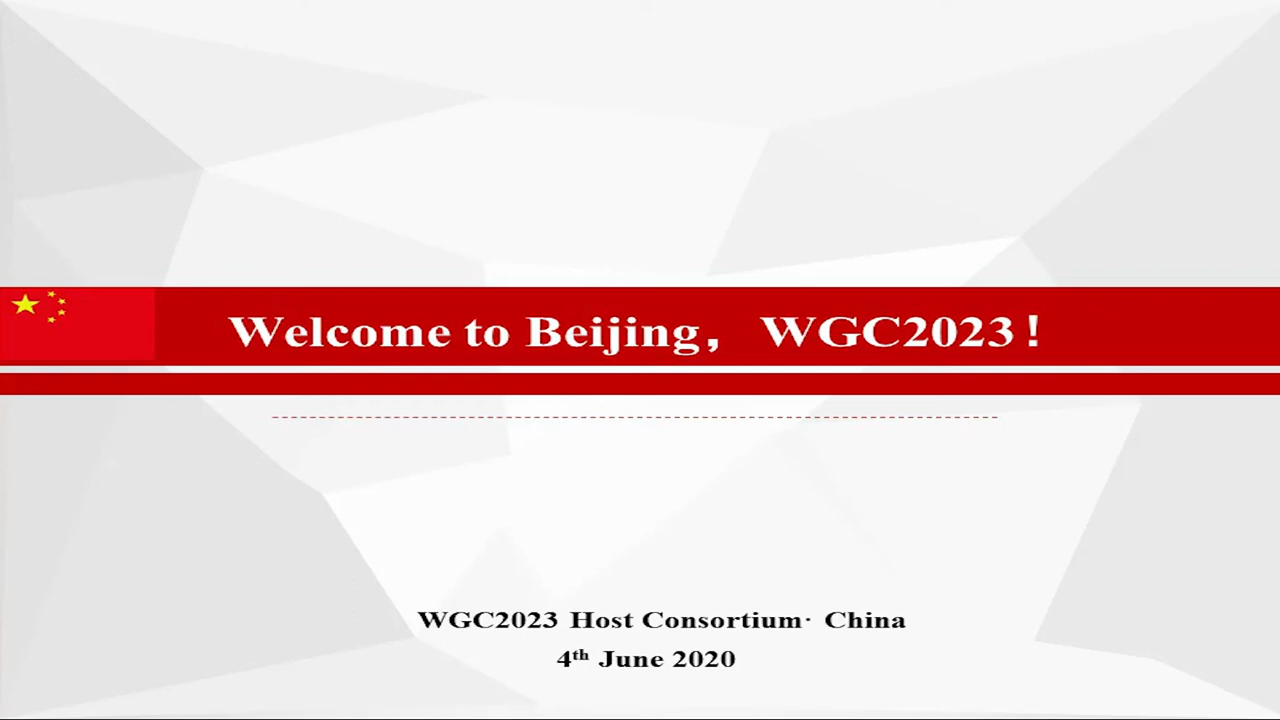 Welcome to Beijing， WGC2023！
WGC2023 Host Consortium· China
4th June 2020